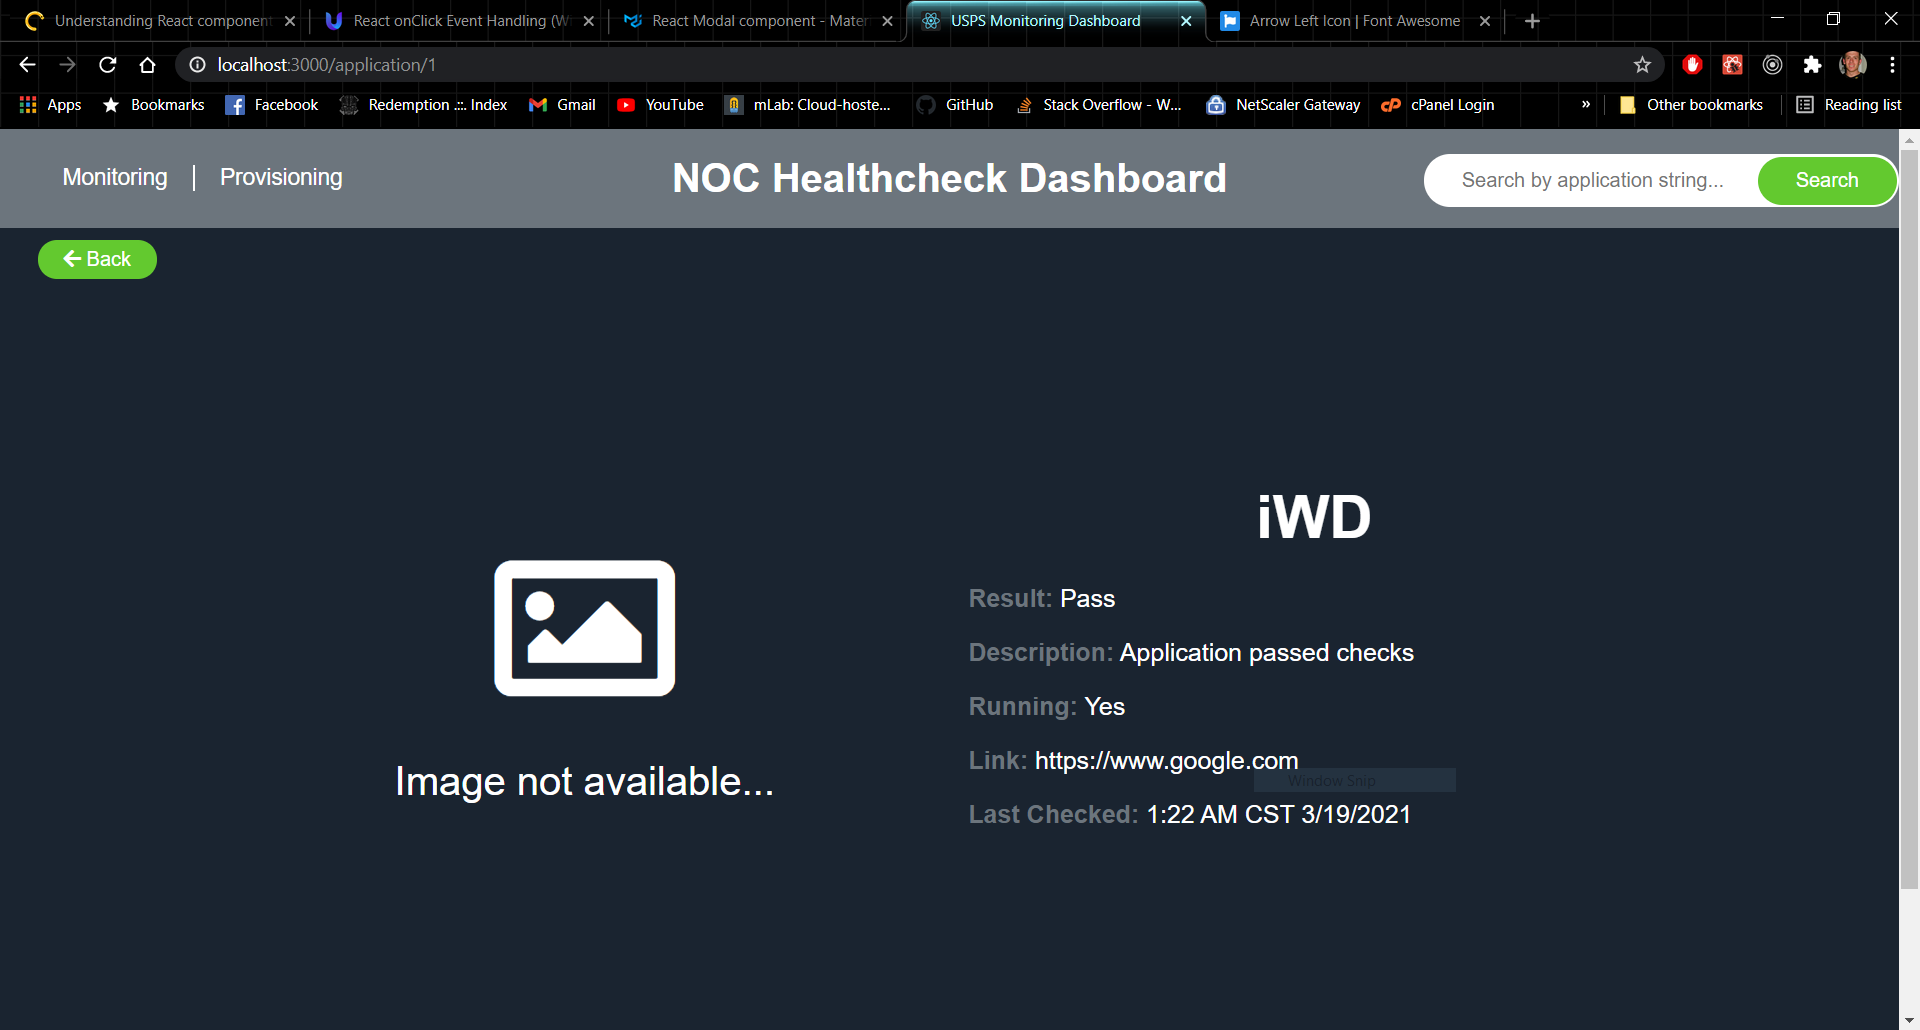 Understanding React component
React onClick Event Handling (Wi
React Modal component - Mater
USPS Monitoring Dashboard
Arrow Left Icon | Font Awesome
localhost:3000/application/1
Apps
Bookmarks
Facebook
Redemption .::. Index
Gmail
YouTube
mLab: Cloud-hoste...
GitHub
Stack Overflow - W...
NetScaler Gateway
cPanel Login
»
Other bookmarks
Reading list
Monitoring | Provisioning
NOC Healthcheck Dashboard
Search by application string...
Search
Back
iWD
Result: Pass
Description: Application passed checks
Running: Yes
Link: https://www.google.com
Window Snip
Last Checked: 1:22 AM CST 3/19/2021
Image not available...